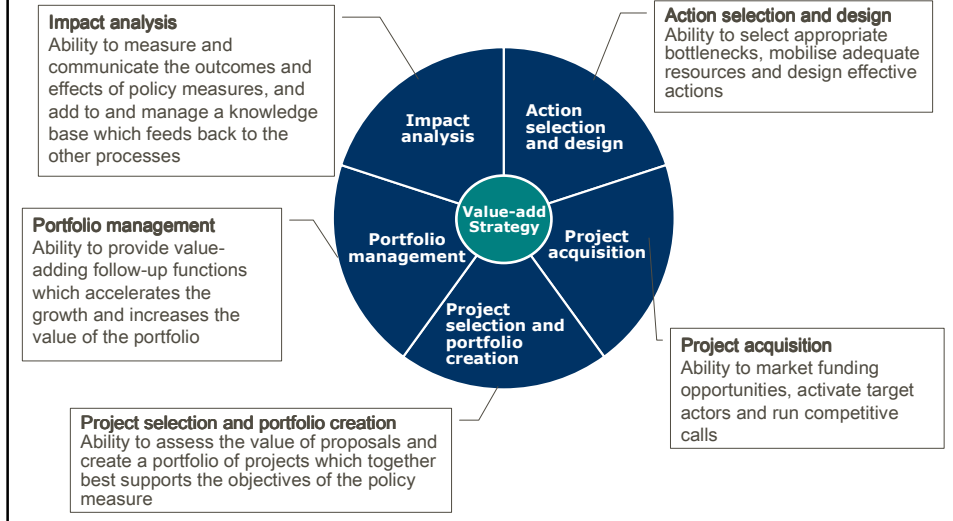 Impact analysis
Ability to measure and
communicate the outcomes and
effects of policy measures, and
add to and manage a knowledge
base which feeds back to the
other processes
Action selection and design
Ability to select appropriate
bottlenecks, mobilise adequate
resources and design effective
actions
Impact
analysis
Action
selection
and design
Value-add
Strategy
Portfolio
management
Project
acquisition
Project
selection and
portfolio
creation
Portfolio management
Ability to provide value-
adding follow-up functions
which accelerates the
growth and increases the
value of the portfolio
Project acquisition
Ability to market funding
opportunities, activate target
actors and run competitive
calls
Project selection and portfolio creation
Ability to assess the value of proposals and
create a portfolio of projects which together
best supports the objectives of the policy
measure